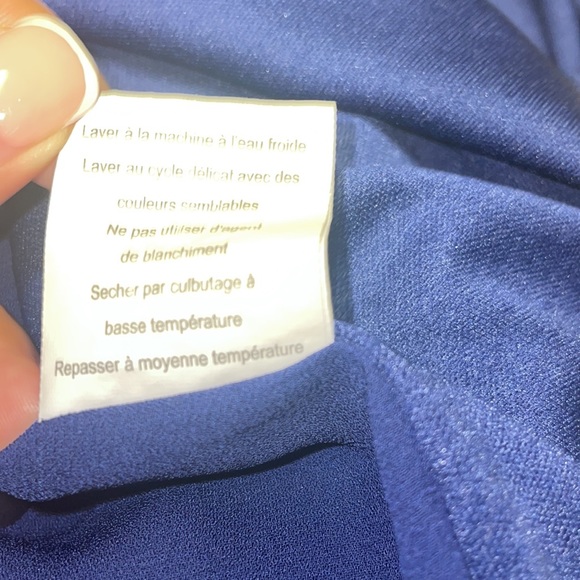 Laver à la machine à l'eau froide
Laver au cycle délicat avec des
couleurs semblables
Ne pas utiliser d'agent
de blanchiment
Secher par culbutage à
basse température
Repasser à moyenne température